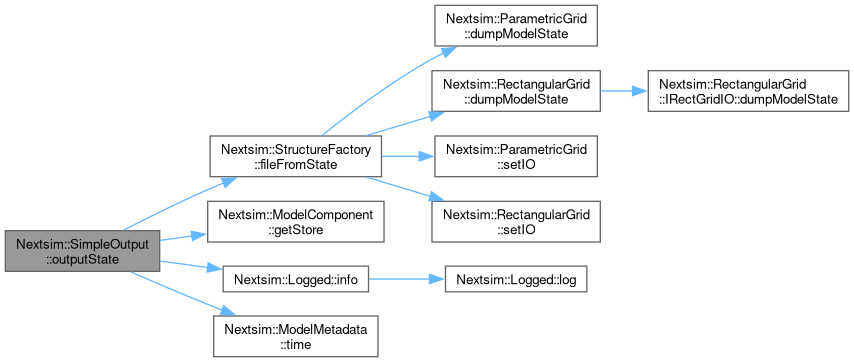 Nextsim::ParametricGrid
::dumpModelState
Nextsim::RectangularGrid
::dumpModelState
Nextsim::RectangularGrid
::IRectGridIO::dumpModelState
Nextsim::StructureFactory
::fileFromState
Nextsim::ParametricGrid
::setIO
Nextsim::RectangularGrid
::setIO
Nextsim::ModelComponent
::getStore
Nextsim::SimpleOutput
::outputState
Nextsim::Logged::info
Nextsim::Logged::log
Nextsim::ModelMetadata
::time